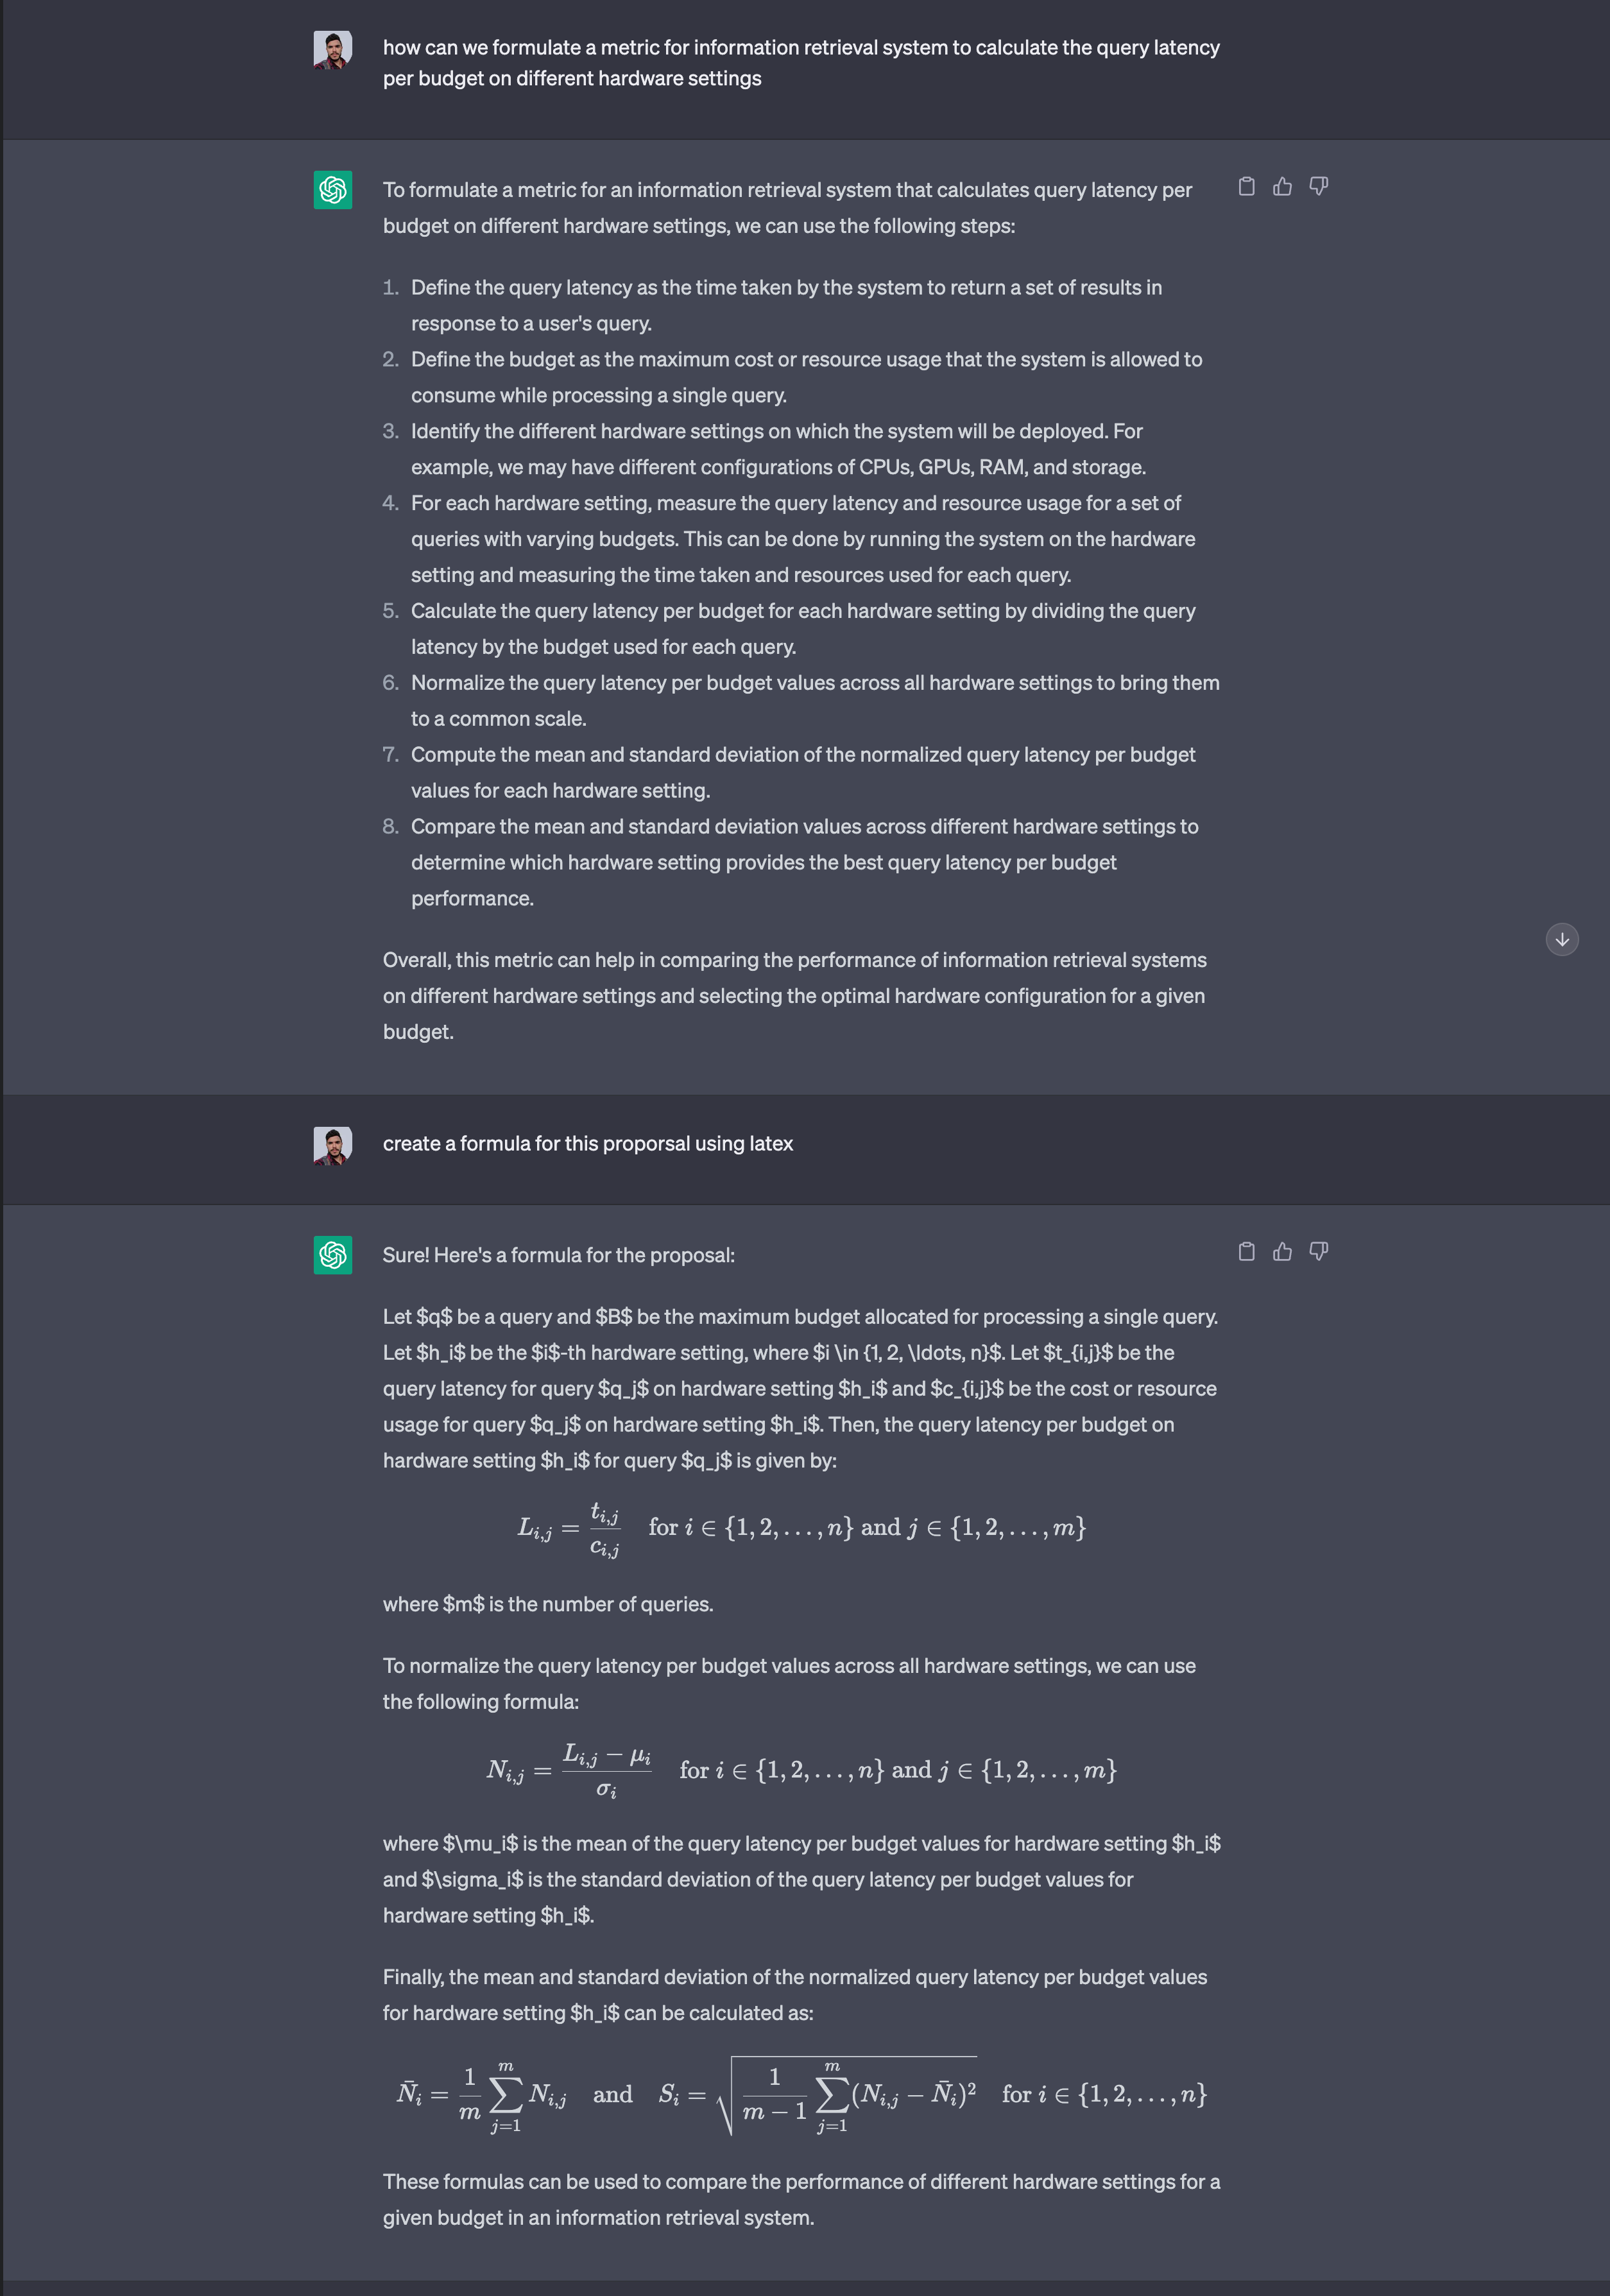 how can we formulate a metric for information retrieval system to calculate the query latency
per budget on different hardware settings
To formulate a metric for an information retrieval system that calculates query latency per
budget on different hardware settings, we can use the following steps:
1. Define the query latency as the time taken by the system to return a set of results in
response to a user's query.
2. Define the budget as the maximum cost or resource usage that the system is allowed to
consume while processing a single query.
3. Identify the different hardware settings on which the system will be deployed. For
example, we may have different configurations of CPUs, GPUs, RAM, and storage.
4. For each hardware setting, measure the query latency and resource usage for a set of
queries with varying budgets. This can be done by running the system on the hardware
setting and measuring the time taken and resources used for each query.
5. Calculate the query latency per budget for each hardware setting by dividing the query
latency by the budget used for each query.
6. Normalize the query latency per budget values across all hardware settings to bring them
to a common scale.
7. Compute the mean and standard deviation of the normalized query latency per budget
values for each hardware setting.
8. Compare the mean and standard deviation values across different hardware settings to
determine which hardware setting provides the best query latency per budget
performance.
Overall, this metric can help in comparing the performance of information retrieval systems
on different hardware settings and selecting the optimal hardware configuration for a given
budget.
create a formula for this proporsal using latex
Sure! Here's a formula for the proposal:
Let $q$ be a query and $B$ be the maximum budget allocated for processing a single query.
Let $h_i$ be the $i$-th hardware setting, where $i \in {1, 2, \ldots, n}$. Let $t_{i,j}$ be the
query latency for query $q_j$ on hardware setting $h_i$ and $c_{i,j}$ be the cost or resource
usage for query $q_j$ on hardware setting $h_i$. Then, the query latency per budget on
hardware setting $h_i$ for query $q_j$ is given by:
L_{i,j} = \frac{t_{i,j}}{c_{i,j}} for i ∈ {1, 2, . . . , n} and j ∈ {1, 2, . . . , m}
where $m$ is the number of queries.
To normalize the query latency per budget values across all hardware settings, we can use
the following formula:
N_{i,j} = \frac{L_{i,j} − μ_i}{σ_i} for i ∈ {1, 2, . . . , n} and j ∈ {1, 2, . . . , m}
where $\mu_i$ is the mean of the query latency per budget values for hardware setting $h_i$
and $\sigma_i$ is the standard deviation of the query latency per budget values for
hardware setting $h_i$.
Finally, the mean and standard deviation of the normalized query latency per budget values
for hardware setting $h_i$ can be calculated as:
\bar{N}_i = \frac{1}{m} \sum_{j=1}^{m} N_{i,j} and S_i = \sqrt{\frac{1}{m − 1} \sum_{j=1}^{m} (N_{i,j} − \bar{N}_i)^2} for i ∈ {1, 2, . . . , n}
These formulas can be used to compare the performance of different hardware settings for a
given budget in an information retrieval system.